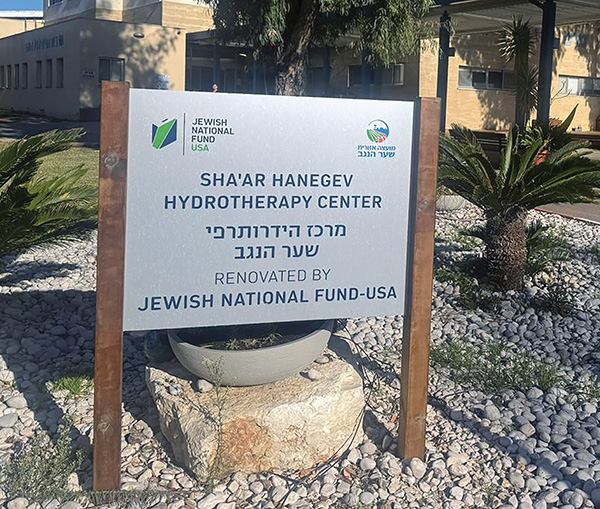 JEWISH
NATIONAL
FUND
USA
מועצה אזורית
שער הנגב
SHA'AR HANEGEV
HYDROTHERAPY CENTER
מרכז הידרותרפי
שער הנגב
RENOVATED BY
JEWISH NATIONAL FUND-USA